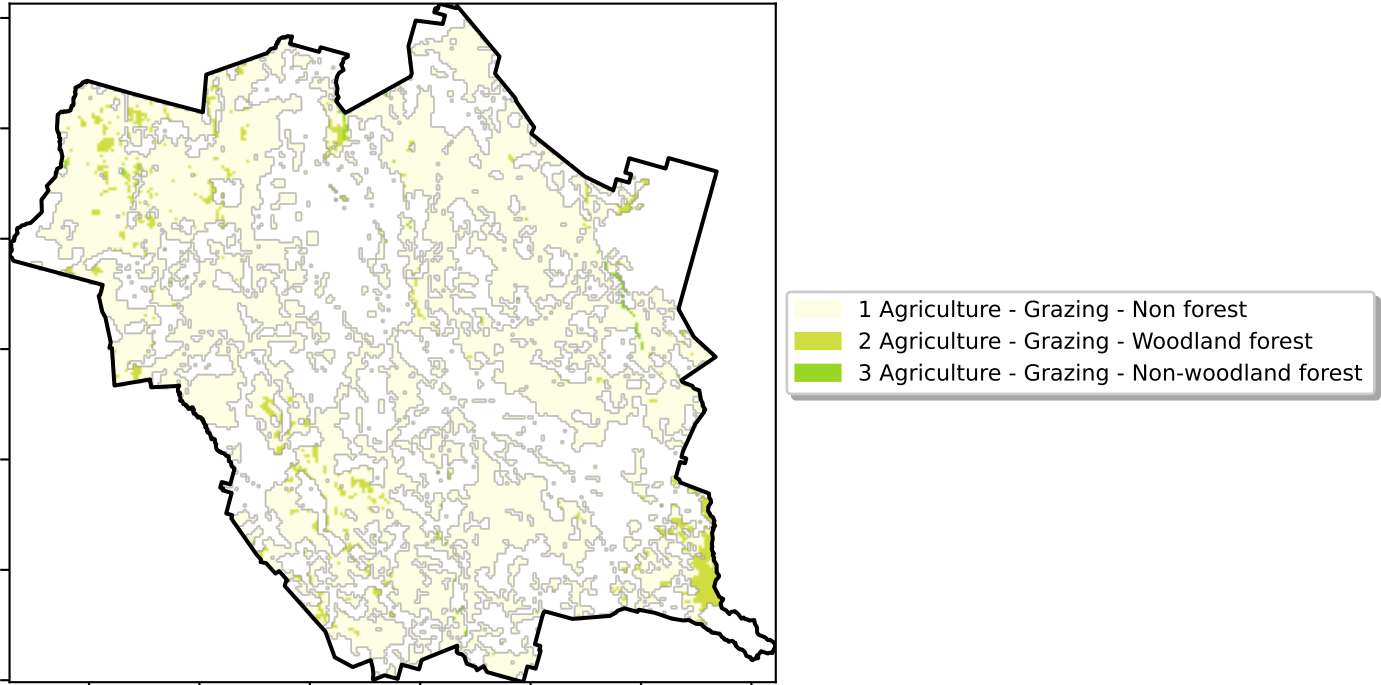 1 Agriculture - Grazing - Non forest
2 Agriculture - Grazing - Woodland forest
3 Agriculture - Grazing - Non-woodland forest